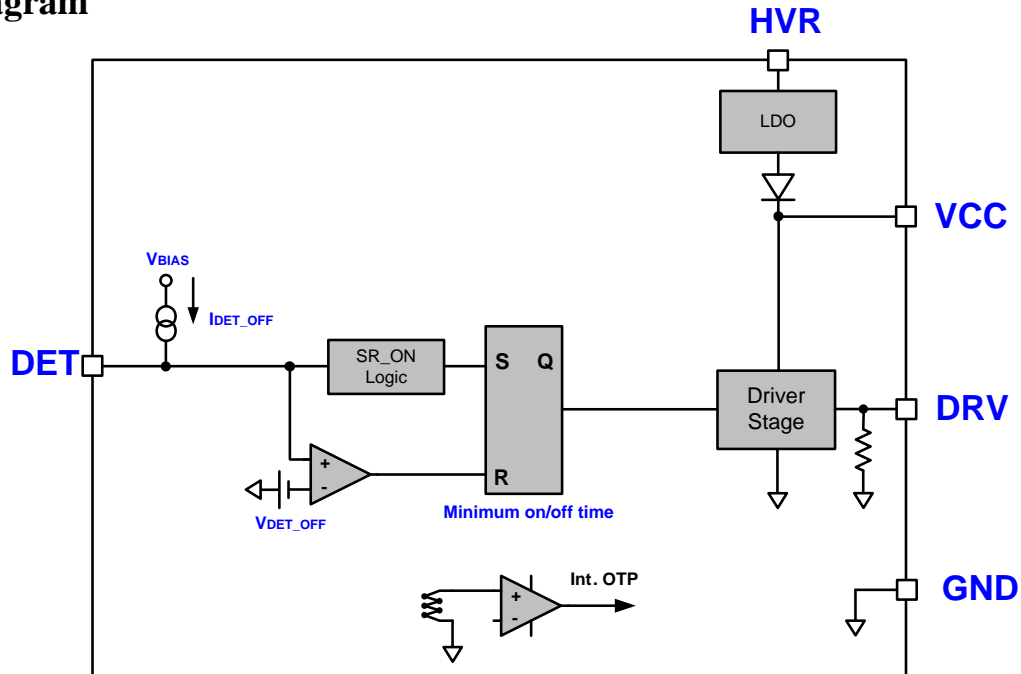 agram
HVR
LDO
VCC
VBIAS
IDET_OFF
DET
SR_ON
Logic
S Q
Driver
Stage
DRV
+
-
R
VDET_OFF
Minimum on/off time
Int. OTP
+
-
GND